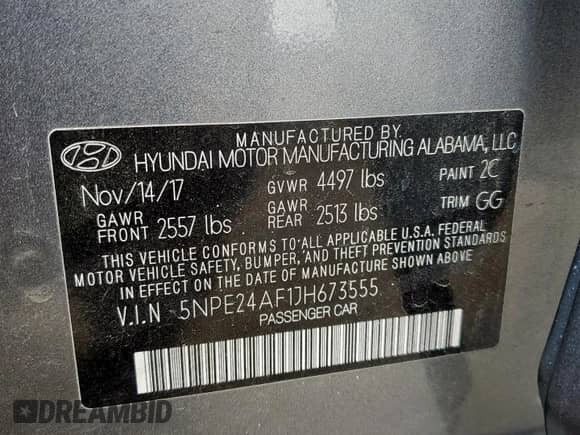 MANUFACTURED BY
HYUNDAI MOTOR MANUFACTURING ALABAMA, LLC
Nov/14/17 GVWR 4497 lbs PAINT 2C
GAWR FRONT 2557 lbs GAWR REAR 2513 lbs TRIM GG
THIS VEHICLE CONFORMS TO ALL APPLICABLE U.S.A. FEDERAL
MOTOR VEHICLE SAFETY, BUMPER, AND THEFT PREVENTION STANDARDS
IN EFFECT ON THE DATE OF MANUFACTURE SHOWN ABOVE
V.I.N 5NPE24AF1JH673555
PASSENGER CAR
DREAMBID